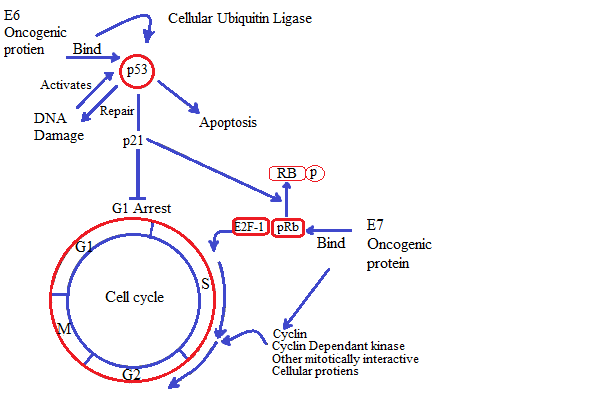 E6
Oncogenic
protien
Bind
Cellular Ubiquitin Ligase
p53
Activates
Repair
DNA
Damage
Apoptosis
p21
RB p
G1 Arrest
E2F-1 pRb
Bind
E7
Oncogenic
protein
G1
S
Cell cycle
M
G2
Cyclin
Cyclin Dependant kinase
Other mitotically interactive
Cellular protiens